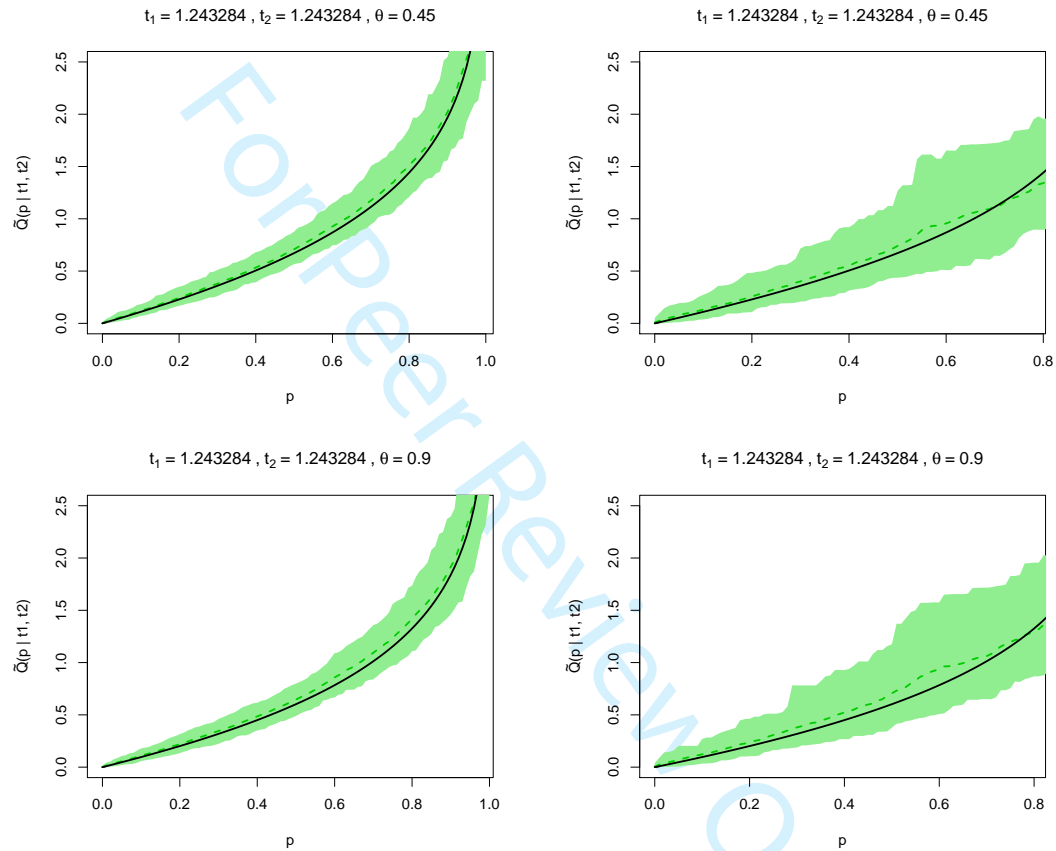 t₁ = 1.243284 , t₂ = 1.243284 , θ = 0.45
t₁ = 1.243284 , t₂ = 1.243284 , θ = 0.45
Q̃(p | t1, t2)
0.0 0.5 1.0 1.5 2.0 2.5
0.0 0.2 0.4 0.6 0.8 1.0
p
Q̃(p | t1, t2)
0.0 0.5 1.0 1.5 2.0 2.5
0.0 0.2 0.4 0.6 0.8
p
t₁ = 1.243284 , t₂ = 1.243284 , θ = 0.9
t₁ = 1.243284 , t₂ = 1.243284 , θ = 0.9
Q̃(p | t1, t2)
0.0 0.5 1.0 1.5 2.0 2.5
0.0 0.2 0.4 0.6 0.8 1.0
p
Q̃(p | t1, t2)
0.0 0.5 1.0 1.5 2.0 2.5
0.0 0.2 0.4 0.6 0.8
p
For Peer Review O